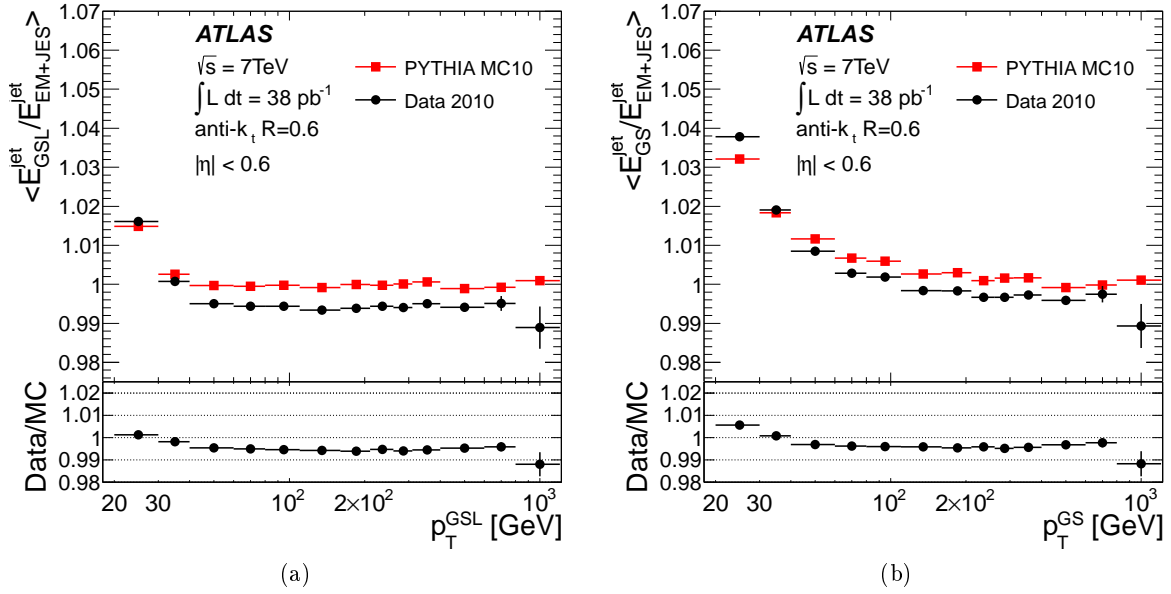 <E^jet_GSL/E^jet_EM+JES>
1.07
1.06
1.05
1.04
1.03
1.02
1.01
1
0.99
0.98
ATLAS
√s = 7TeV
∫L dt = 38 pb⁻¹
anti-k_t R=0.6
|η| < 0.6
PYTHIA MC10
Data 2010
Data/MC
1.02
1.01
1
0.99
0.98
20 30 10² 2×10² 10³
p_T^GSL [GeV]
(a)
<E^jet_GS/E^jet_EM+JES>
1.07
1.06
1.05
1.04
1.03
1.02
1.01
1
0.99
0.98
ATLAS
√s = 7TeV
∫L dt = 38 pb⁻¹
anti-k_t R=0.6
|η| < 0.6
PYTHIA MC10
Data 2010
Data/MC
1.02
1.01
1
0.99
0.98
20 30 10² 2×10² 10³
p_T^GS [GeV]
(b)